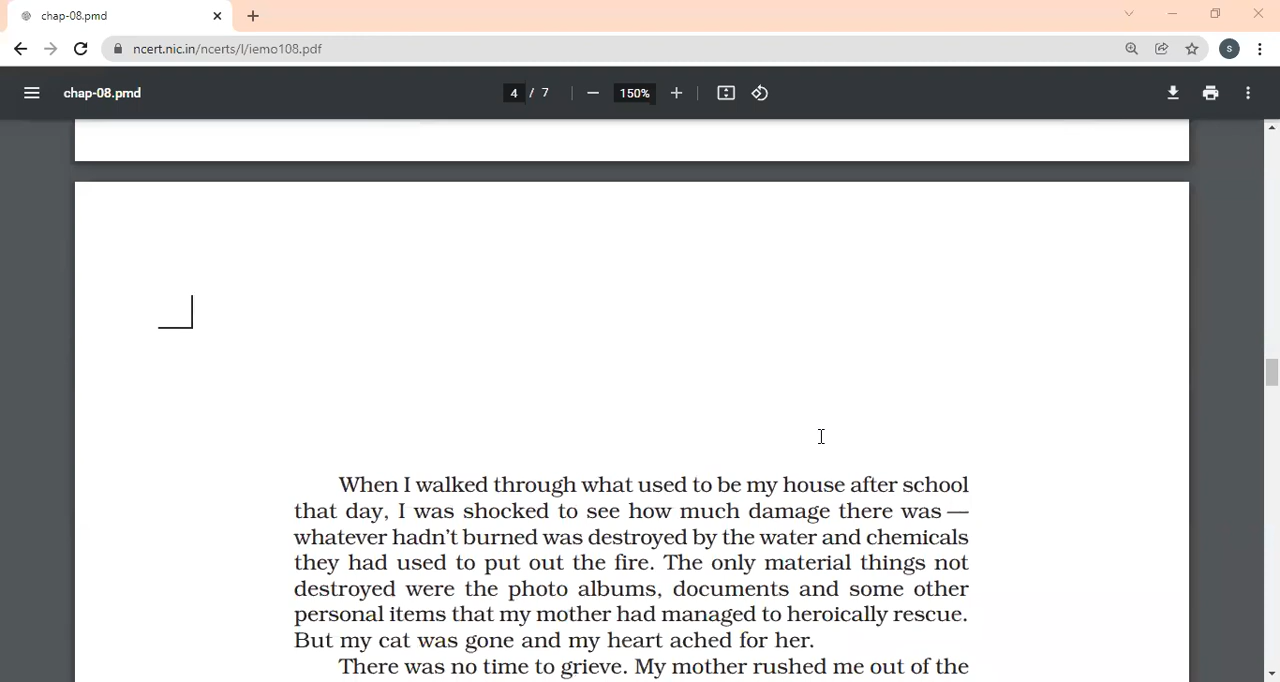 chap-08.pmd
ncert.nic.in/ncerts/l/iemo108.pdf
S
chap-08.pmd
4 / 7
150%
When I walked through what used to be my house after school
that day, I was shocked to see how much damage there was —
whatever hadn't burned was destroyed by the water and chemicals
they had used to put out the fire. The only material things not
destroyed were the photo albums, documents and some other
personal items that my mother had managed to heroically rescue.
But my cat was gone and my heart ached for her.
There was no time to grieve. My mother rushed me out of the